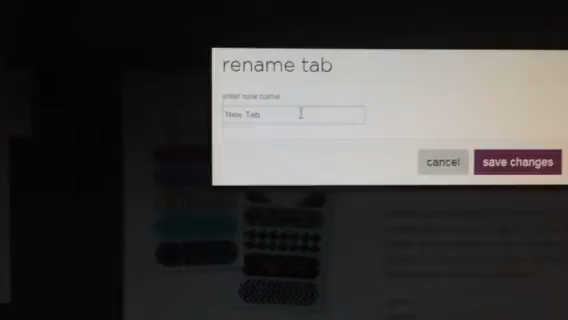 rename tab
enter new name
New Tab
cancel
save changes